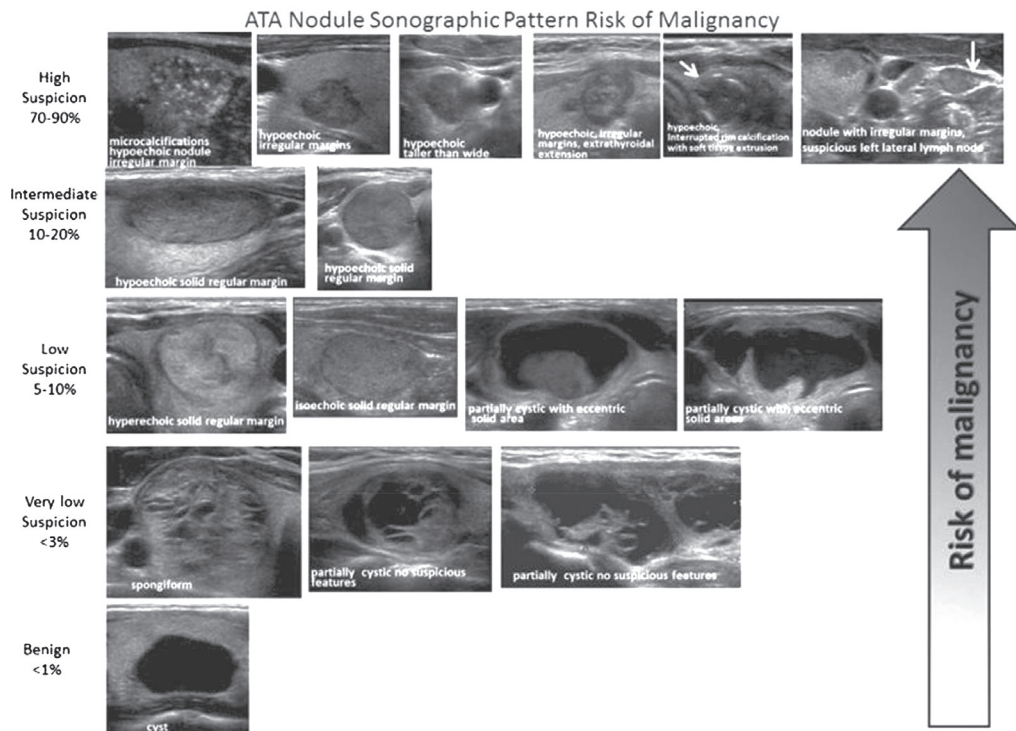 ATA Nodule Sonographic Pattern Risk of Malignancy
High
Suspicion
70-90%
microcalcifications
hypoechoic nodule
irregular margin
hypoechoic
irregular margins
hypoechoic
taller than wide
hypoechoic, irregular
margins, extrathyroidal
extension
hypoechoic,
Interrupted rim calcification
with soft tissue extrusion
nodule with irregular margins,
suspicious left lateral lymph node
Intermediate
Suspicion
10-20%
hypoechoic solid regular margin
hypoechoic solid
regular margin
Low
Suspicion
5-10%
hyperechoic solid regular margin
isoechoic solid regular margin
partially cystic with eccentric
solid area
partially cystic with eccentric
solid areas
Very low
Suspicion
<3%
spongiform
partially cystic no suspicious
features
partially cystic no suspicious features
Benign
<1%
cyst
Risk of malignancy